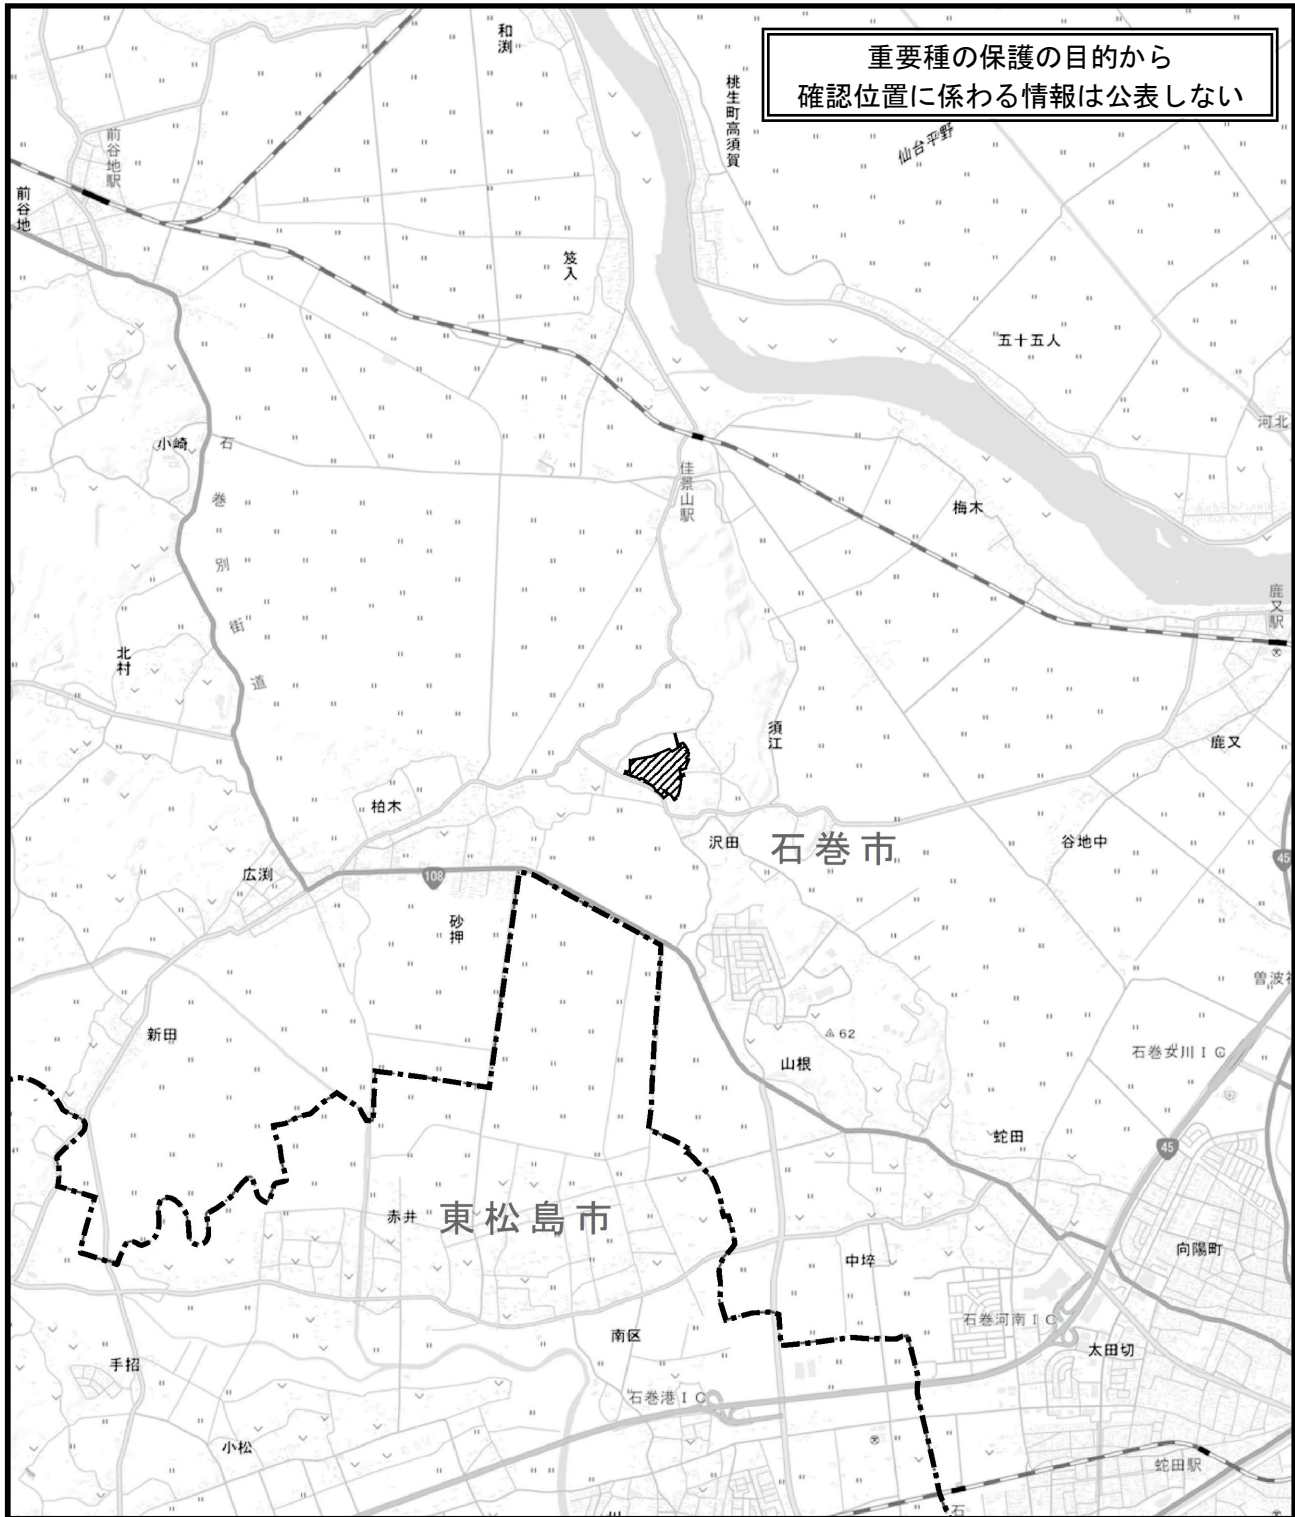 重要種の保護の目的から
確認位置に係わる情報は公表しない
和渕
桃生町高須賀
仙台平野
前谷地駅
前谷地
笈入
五十五人
河北
小崎
石巻別街道
佳景山駅
梅木
鹿又駅
北村
須江
鹿又
柏木
沢田
石巻市
谷地中
45
広渕
108
砂押
曽波
新田
62
山根
石巻女川IC
蛇田
45
赤井
東松島市
向陽町
中埣
石巻河南IC
南区
太田切
手招
石巻港IC
小松
蛇田駅
石